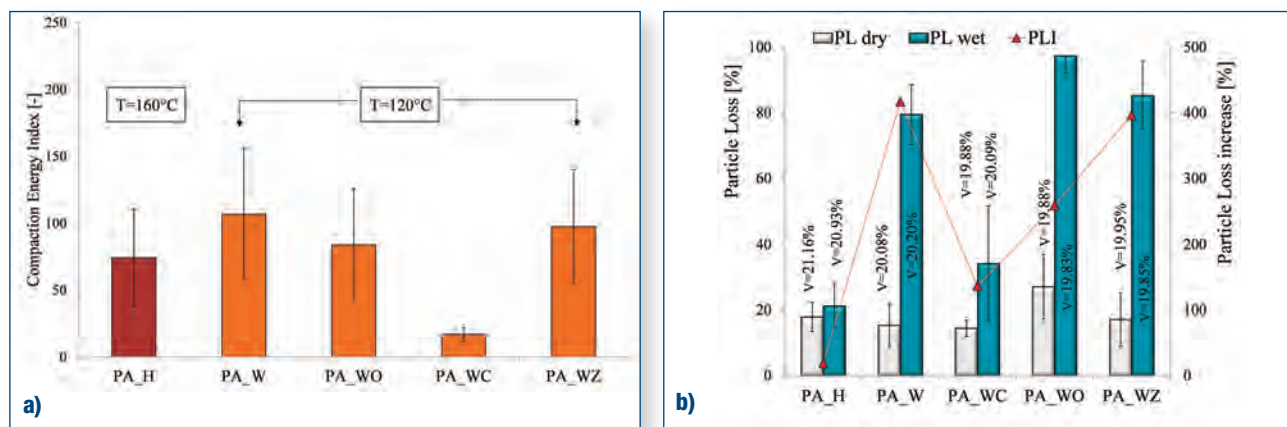 250
200
150
100
50
0
Compaction Energy Index [-]
T=160°C
T=120°C
PA_H PA_W PA_WO PA_WC PA_WZ
a)
PL dry PL wet PLI
100
80
60
40
20
0
Particle Loss [%]
500
400
300
200
100
0
Particle Loss increase [%]
V=21.16%
V=20.93%
V=20.08%
V=20.20%
V=19.88%
V=20.09%
V=19.88%
V=19.83%
V=19.95%
V=19.85%
PA_H PA_W PA_WC PA_WO PA_WZ
b)